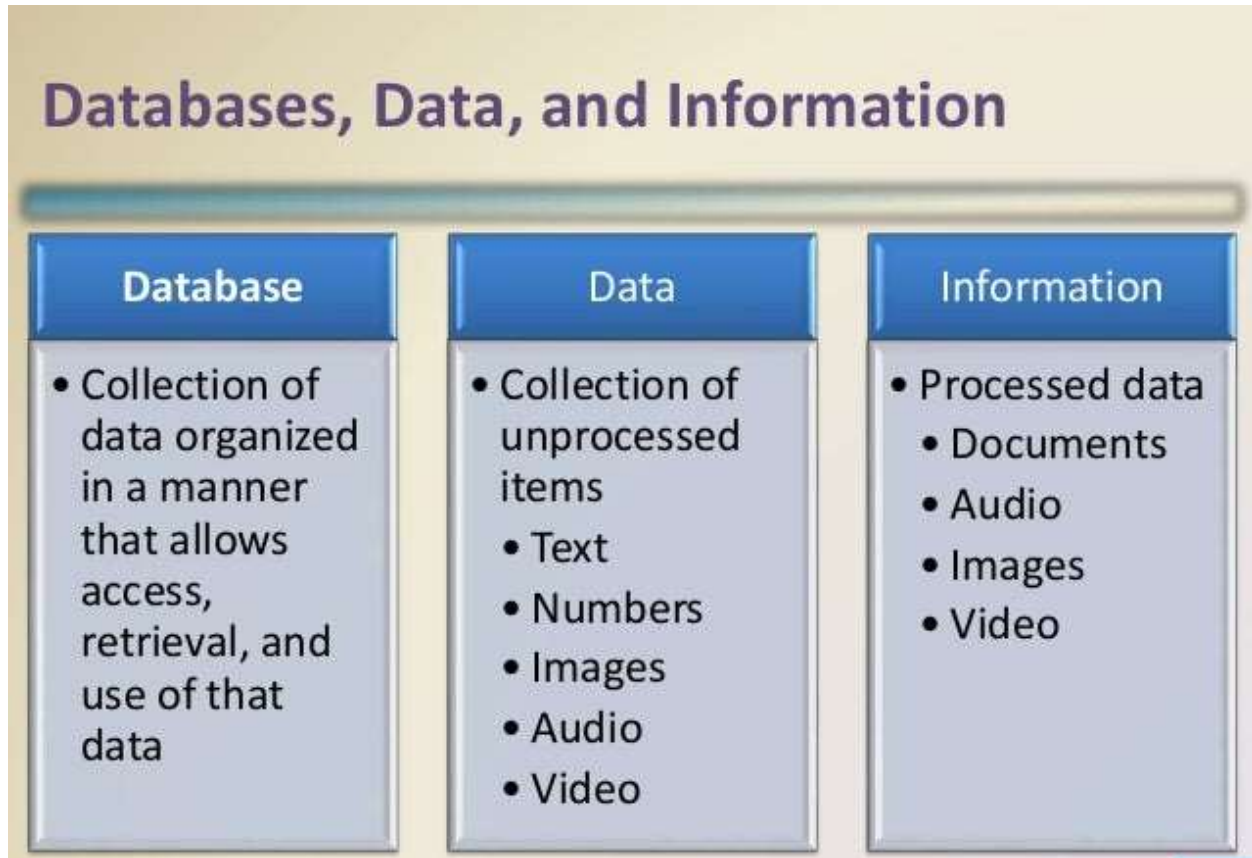 Databases, Data, and Information
Database
• Collection of
data organized
in a manner
that allows
access,
retrieval, and
use of that
data
Data
• Collection of
unprocessed
items
• Text
• Numbers
• Images
• Audio
• Video
Information
• Processed data
• Documents
• Audio
• Images
• Video